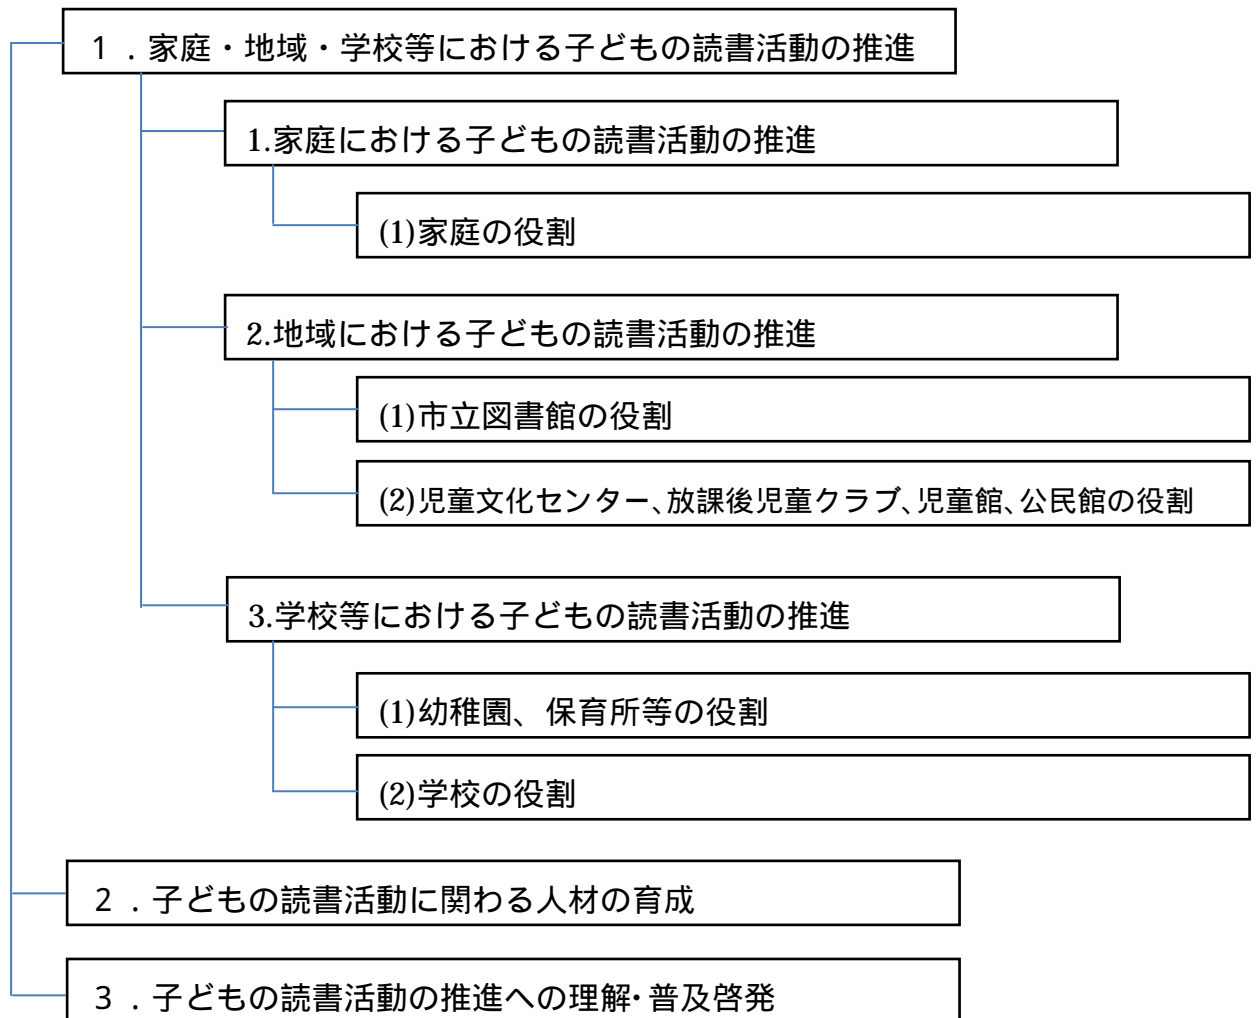 １．家庭・地域・学校等における子どもの読書活動の推進
1.家庭における子どもの読書活動の推進
(1)家庭の役割
2.地域における子どもの読書活動の推進
(1)市立図書館の役割
(2)児童文化センター、放課後児童クラブ、児童館、公民館の役割
3.学校等における子どもの読書活動の推進
(1)幼稚園、保育所等の役割
(2)学校の役割
２．子どもの読書活動に関わる人材の育成
３．子どもの読書活動の推進への理解・普及啓発